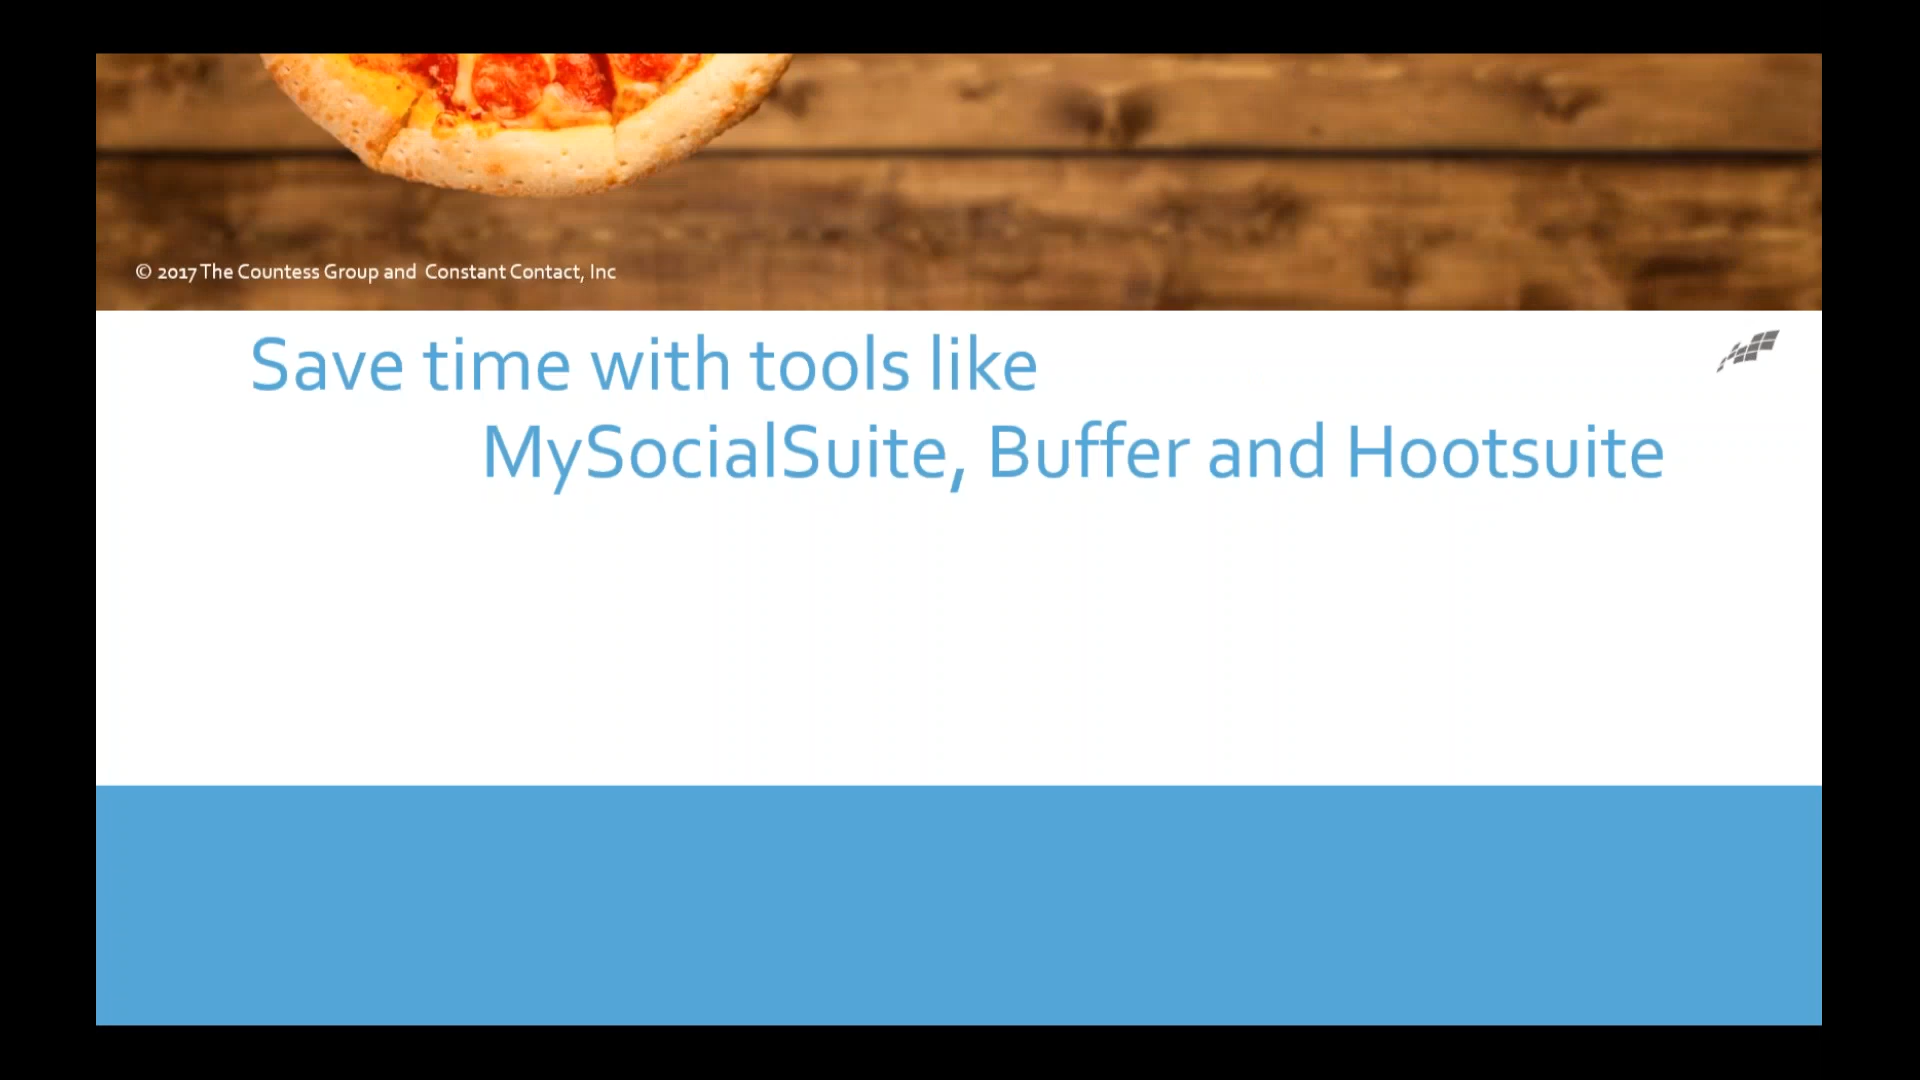 © 2017 The Countess Group and Constant Contact, Inc
Save time with tools like
MySocialSuite, Buffer and Hootsuite